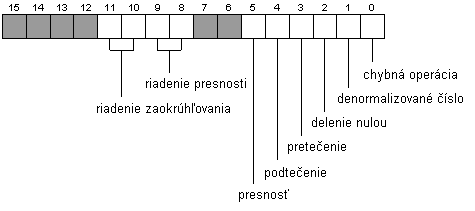 15 14 13 12 11 10 9 8 7 6 5 4 3 2 1 0
chybná operácia
riadenie presnosti
denormalizované číslo
riadenie zaokrúhľovania
delenie nulou
pretečenie
podtečenie
presnosť